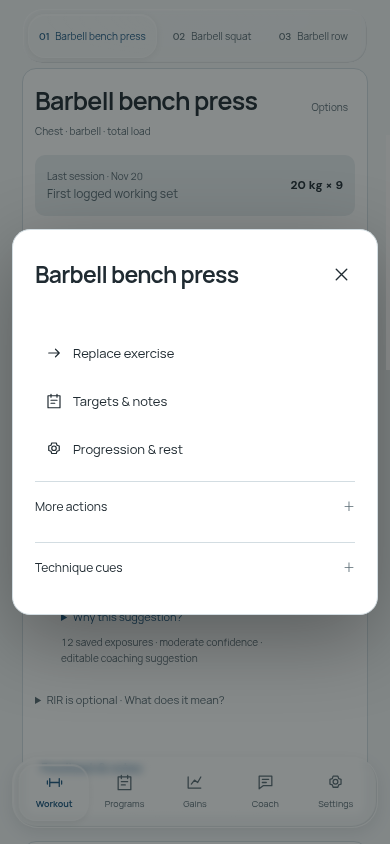 01 Barbell bench press
02 Barbell squat
03 Barbell row
Barbell bench press
Options
Chest · barbell · total load
Last session · Nov 20
First logged working set
20 kg × 9
Barbell bench press
Replace exercise
Targets & notes
Progression & rest
More actions
Technique cues
Why this suggestion?
12 saved exposures · moderate confidence ·
editable coaching suggestion
RIR is optional · What does it mean?
Workout
Programs
Gains
Coach
Settings